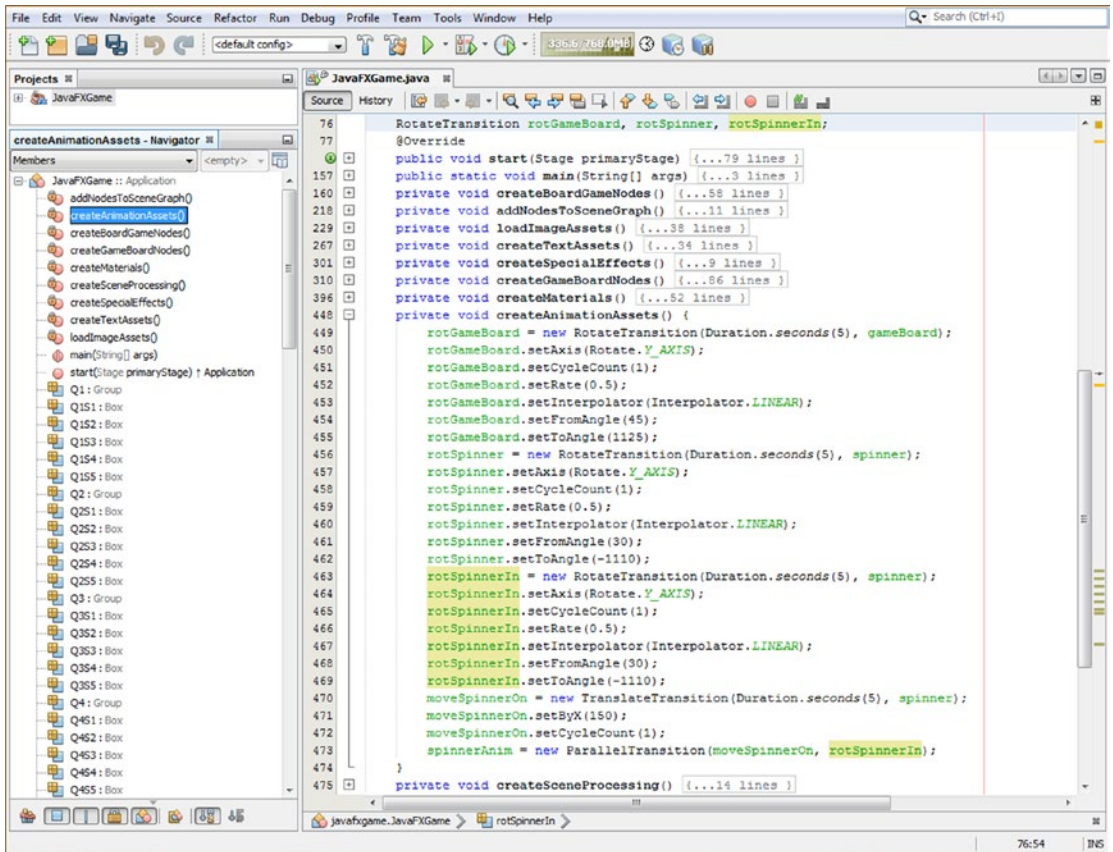 File Edit View Navigate Source Refactor Run Debug Profile Team Tools Window Help
Search (Ctrl+I)
<default config>
336.6/768.0MB
Projects
JavaFXGame
createAnimationAssets - Navigator
Members
<empty>
JavaFXGame :: Application
addNodesToSceneGraph()
createAnimationAssets()
createBoardGameNodes()
createGameBoardNodes()
createMaterials()
createSceneProcessing()
createSpecialEffects()
createTextAssets()
loadImageAssets()
main(String[] args)
start(Stage primaryStage) ↑ Application
Q1 : Group
Q1S1 : Box
Q1S2 : Box
Q1S3 : Box
Q1S4 : Box
Q1S5 : Box
Q2 : Group
Q2S1 : Box
Q2S2 : Box
Q2S3 : Box
Q2S4 : Box
Q2S5 : Box
Q3 : Group
Q3S1 : Box
Q3S2 : Box
Q3S3 : Box
Q3S4 : Box
Q3S5 : Box
Q4 : Group
Q4S1 : Box
Q4S2 : Box
Q4S3 : Box
Q4S4 : Box
Q4S5 : Box
JavaFXGame.java
Source History
76 RotateTransition rotGameBoard, rotSpinner, rotSpinnerIn;
77 @Override
public void start(Stage primaryStage) {...79 lines }
157 public static void main(String[] args) {...3 lines }
160 private void createBoardGameNodes() {...58 lines }
218 private void addNodesToSceneGraph() {...11 lines }
229 private void loadImageAssets() {...38 lines }
267 private void createTextAssets() {...34 lines }
301 private void createSpecialEffects() {...9 lines }
310 private void createGameBoardNodes() {...86 lines }
396 private void createMaterials() {...52 lines }
448 private void createAnimationAssets() {
449 rotGameBoard = new RotateTransition(Duration.seconds(5), gameBoard);
450 rotGameBoard.setAxis(Rotate.Y_AXIS);
451 rotGameBoard.setCycleCount(1);
452 rotGameBoard.setRate(0.5);
453 rotGameBoard.setInterpolator(Interpolator.LINEAR);
454 rotGameBoard.setFromAngle(45);
455 rotGameBoard.setToAngle(1125);
456 rotSpinner = new RotateTransition(Duration.seconds(5), spinner);
457 rotSpinner.setAxis(Rotate.Y_AXIS);
458 rotSpinner.setCycleCount(1);
459 rotSpinner.setRate(0.5);
460 rotSpinner.setInterpolator(Interpolator.LINEAR);
461 rotSpinner.setFromAngle(30);
462 rotSpinner.setToAngle(-1110);
463 rotSpinnerIn = new RotateTransition(Duration.seconds(5), spinner);
464 rotSpinnerIn.setAxis(Rotate.Y_AXIS);
465 rotSpinnerIn.setCycleCount(1);
466 rotSpinnerIn.setRate(0.5);
467 rotSpinnerIn.setInterpolator(Interpolator.LINEAR);
468 rotSpinnerIn.setFromAngle(30);
469 rotSpinnerIn.setToAngle(-1110);
470 moveSpinnerOn = new TranslateTransition(Duration.seconds(5), spinner);
471 moveSpinnerOn.setByX(150);
472 moveSpinnerOn.setCycleCount(1);
473 spinnerAnim = new ParallelTransition(moveSpinnerOn, rotSpinnerIn);
474 }
475 private void createSceneProcessing() {...14 lines }
javafxgame.JavaFXGame rotSpinnerIn
76:54 INS